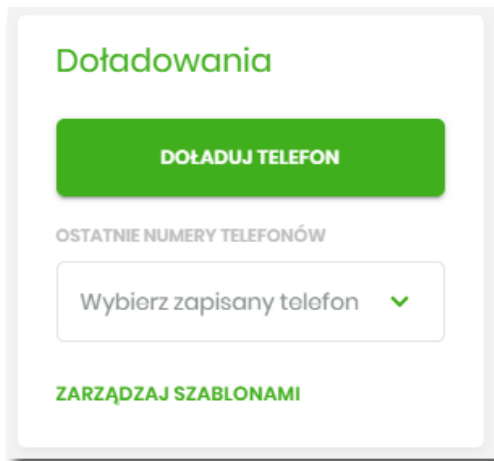 Doładowania
DOŁADUJ TELEFON
OSTATNIE NUMERY TELEFONÓW
Wybierz zapisany telefon
ZARZĄDZAJ SZABLONAMI